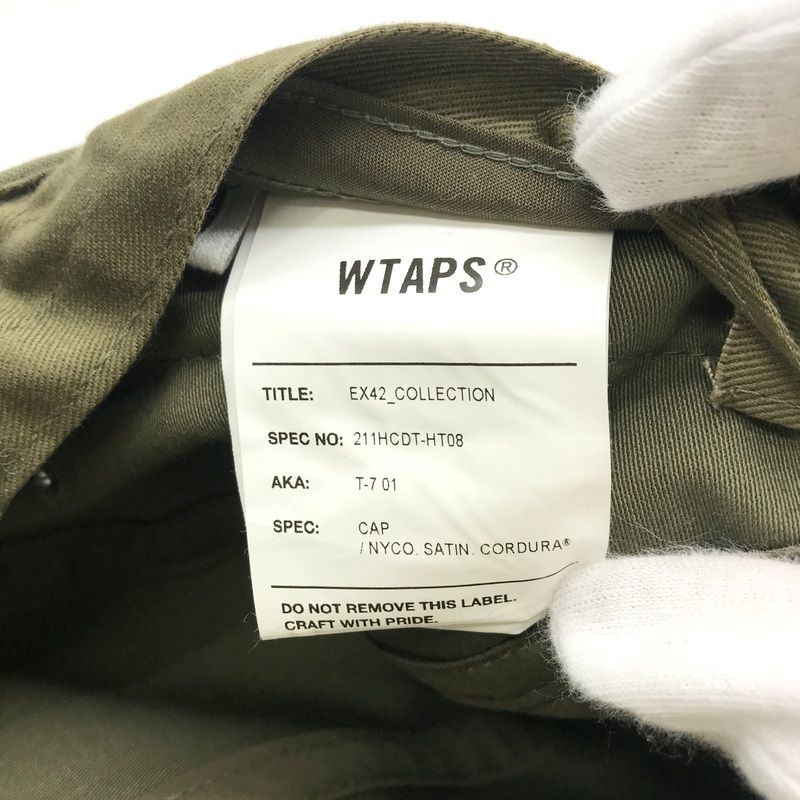 WTAPS®
TITLE: EX42_COLLECTION
SPEC NO: 211HCDT-HT08
AKA: T-7 01
SPEC: CAP
/ NYCO. SATIN. CORDURA®
DO NOT REMOVE THIS LABEL.
CRAFT WITH PRIDE.